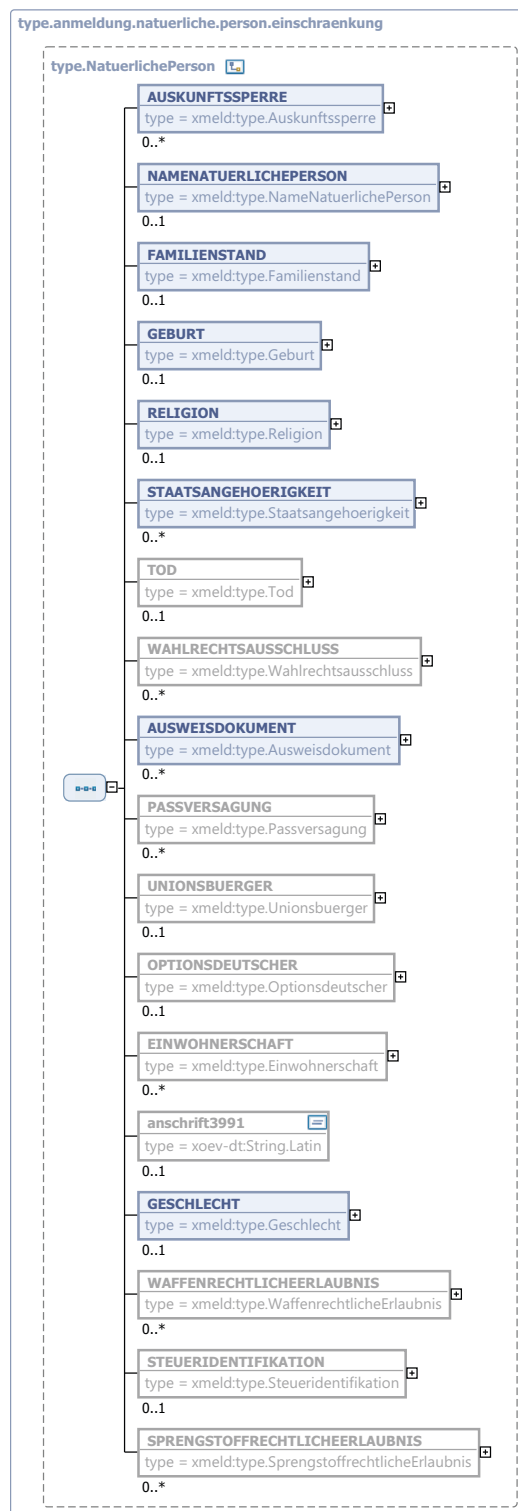 type.anmeldung.natuerliche.person.einschraenkung
type.NatuerlichePerson
AUSKUNFTSSPERRE
type = xmeld:type.Auskunftssperre
0..*
NAMENATUERLICHEPERSON
type = xmeld:type.NameNatuerlichePerson
0..1
FAMILIENSTAND
type = xmeld:type.Familienstand
0..1
GEBURT
type = xmeld:type.Geburt
0..1
RELIGION
type = xmeld:type.Religion
0..1
STAATSANGEHOERIGKEIT
type = xmeld:type.Staatsangehoerigkeit
0..*
TOD
type = xmeld:type.Tod
0..1
WAHLRECHTSAUSSCHLUSS
type = xmeld:type.Wahlrechtsausschluss
0..*
AUSWEISDOKUMENT
type = xmeld:type.Ausweisdokument
0..*
PASSVERSAGUNG
type = xmeld:type.Passversagung
0..*
UNIONSBUERGER
type = xmeld:type.Unionsbuerger
0..1
OPTIONSDEUTSCHER
type = xmeld:type.Optionsdeutscher
0..1
EINWOHNERSCHAFT
type = xmeld:type.Einwohnerschaft
0..*
anschrift3991
type = xoev-dt:String.Latin
0..1
GESCHLECHT
type = xmeld:type.Geschlecht
0..1
WAFFENRECHTLICHEERLAUBNIS
type = xmeld:type.WaffenrechtlicheErlaubnis
0..*
STEUERIDENTIFIKATION
type = xmeld:type.Steueridentifikation
0..1
SPRENGSTOFFRECHTLICHEERLAUBNIS
type = xmeld:type.SprengstoffrechtlicheErlaubnis
0..*